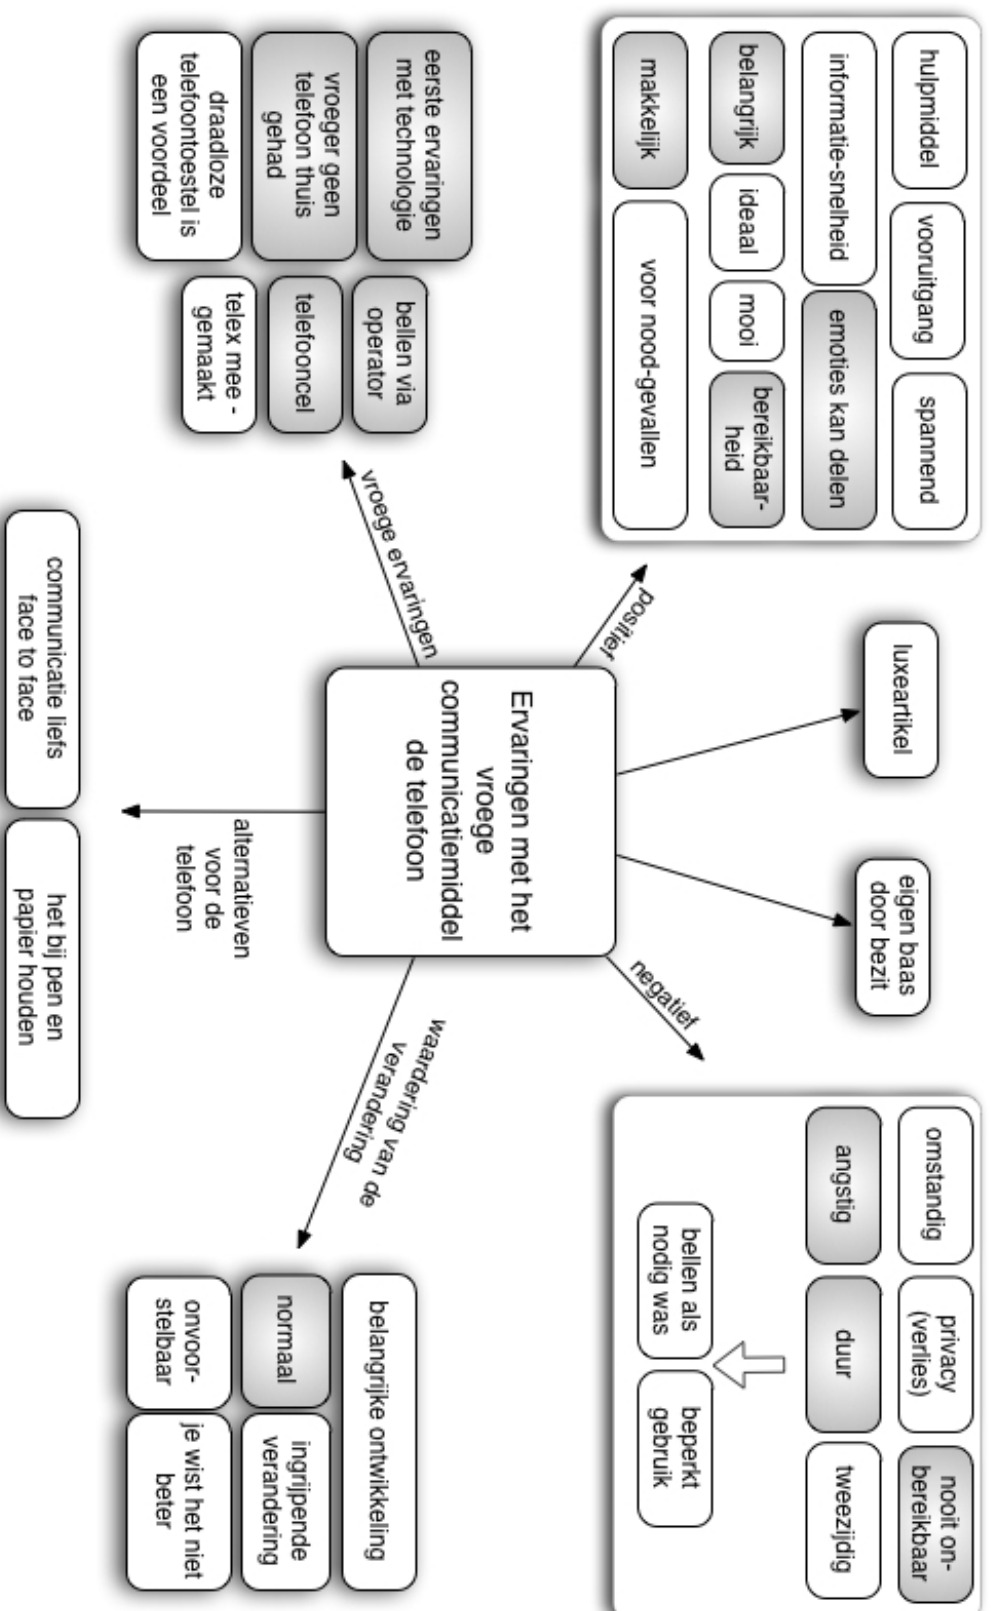 hulpmiddel
vooruitgang
spannend
informatie-snelheid
emoties kan delen
belangrijk
ideaal
mooi
bereikbaar-
heid
makkelijk
voor nood-gevallen
luxeartikel
eigen baas
door bezit
omstandig
privacy
(verlies)
nooit on-
bereikbaar
angstig
duur
tweezijdig
bellen als
nodig was
beperkt
gebruik
positief
negatief
Ervaringen met het
vroege
communicatiemiddel
de telefoon
vroege ervaringen
eerste ervaringen
met technologie
vroeger geen
telefoon thuis
gehad
draadloze
telefoontoestel is
een voordeel
bellen via
operator
telefooncel
telex mee -
gemaakt
alternatieven
voor de
telefoon
communicatie liefs
face to face
het bij pen en
papier houden
waardering van de
verandering
belangrijke ontwikkeling
normaal
ingrijpende
verandering
onvoor-
stelbaar
je wist het niet
beter